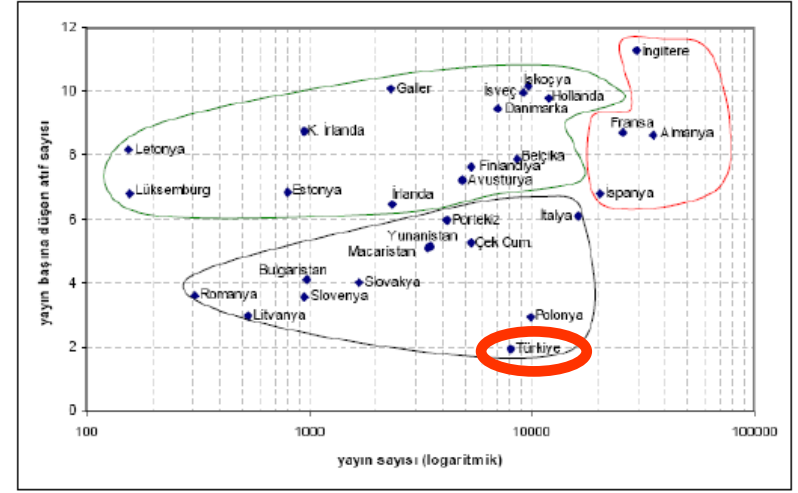 12
10
8
6
4
2
0
100
1000
10000
100000
yayın başına düşen atıf sayısı
yayın sayısı (logaritmik)
İngiltere
Fransa
Almanya
İspanya
Galler
İskoçya
İsveç
Hollanda
Danimarka
K. İrlanda
Letonya
Belçika
Finlandiya
Avusturya
Lüksemburg
Estonya
İrlanda
Portekiz
İtalya
Yunanistan
Macaristan
Çek Cum.
Bulgaristan
Slovakya
Romanya
Slovenya
Litvanya
Polonya
Türkiye